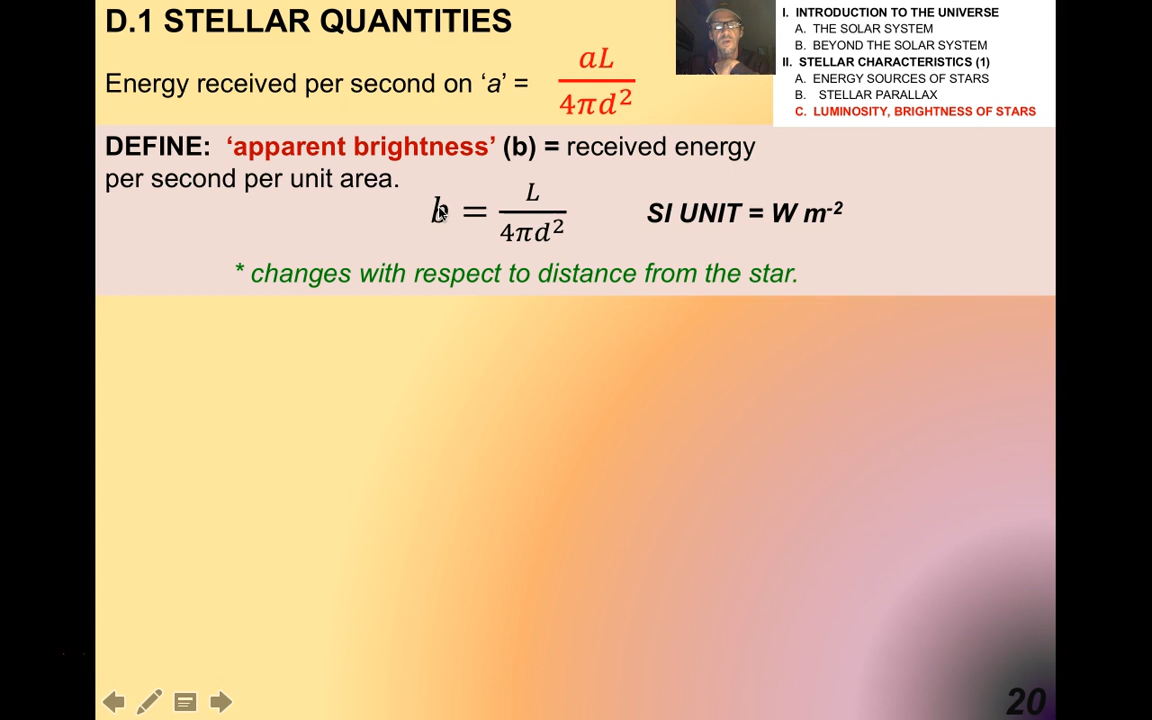 D.1 STELLAR QUANTITIES
I. INTRODUCTION TO THE UNIVERSE
A. THE SOLAR SYSTEM
B. BEYOND THE SOLAR SYSTEM
II. STELLAR CHARACTERISTICS (1)
A. ENERGY SOURCES OF STARS
B. STELLAR PARALLAX
C. LUMINOSITY, BRIGHTNESS OF STARS
Energy received per second on ‘a’ = aL / 4πd²
DEFINE: ‘apparent brightness’ (b) = received energy
per second per unit area.
b = L / 4πd² SI UNIT = W m⁻²
* changes with respect to distance from the star.
20